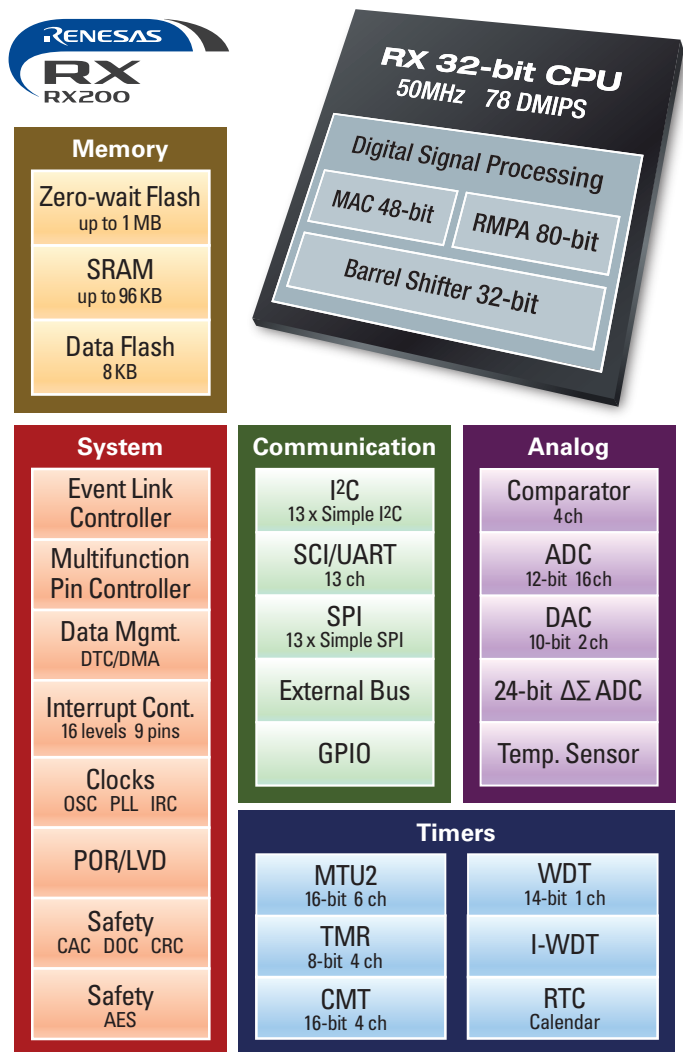 RENESAS
RX
RX200
RX 32-bit CPU
50MHz 78 DMIPS
Digital Signal Processing
MAC 48-bit
RMPA 80-bit
Barrel Shifter 32-bit
Memory
Zero-wait Flash
up to 1 MB
SRAM
up to 96 KB
Data Flash
8 KB
System
Event Link
Controller
Multifunction
Pin Controller
Data Mgmt.
DTC/DMA
Interrupt Cont.
16 levels 9 pins
Clocks
OSC PLL IRC
POR/LVD
Safety
CAC DOC CRC
Safety
AES
Communication
I²C
13 x Simple I²C
SCI/UART
13 ch
SPI
13 x Simple SPI
External Bus
GPIO
Analog
Comparator
4 ch
ADC
12-bit 16 ch
DAC
10-bit 2 ch
24-bit ΔΣ ADC
Temp. Sensor
Timers
MTU2
16-bit 6 ch
TMR
8-bit 4 ch
CMT
16-bit 4 ch
WDT
14-bit 1 ch
I-WDT
RTC
Calendar